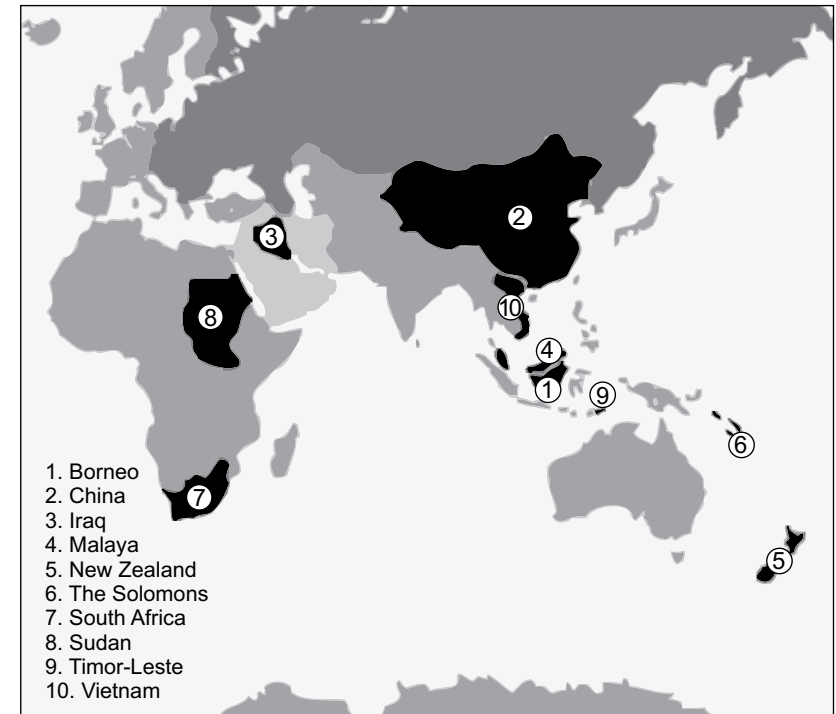 2
3
10
8
4
9
1
6
7
5
1. Borneo
2. China
3. Iraq
4. Malaya
5. New Zealand
6. The Solomons
7. South Africa
8. Sudan
9. Timor-Leste
10. Vietnam